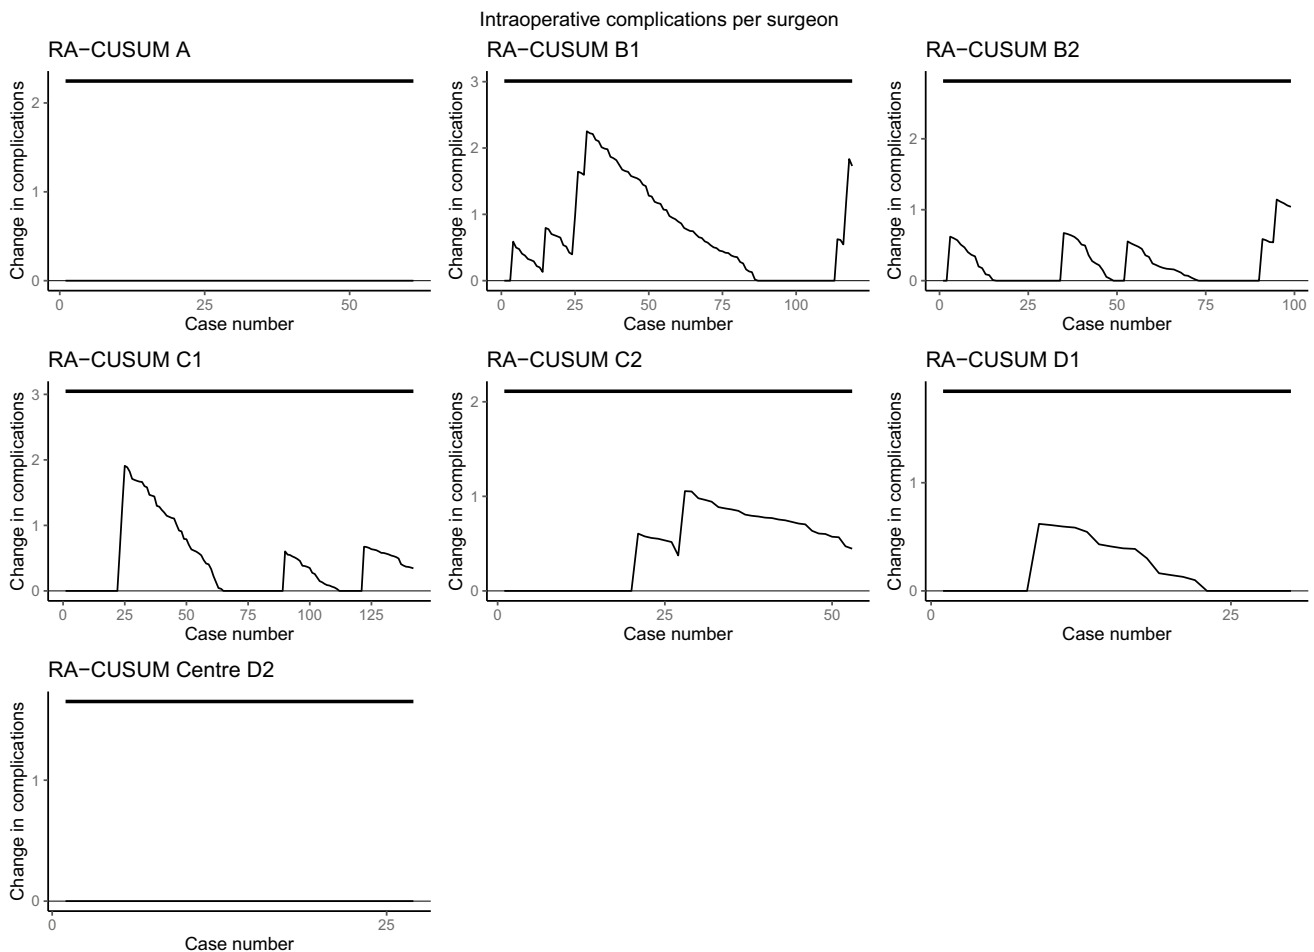 Intraoperative complications per surgeon
RA−CUSUM A
Change in complications
2
1
0
0 25 50
Case number
RA−CUSUM B1
Change in complications
3
2
1
0
0 25 50 75 100
Case number
RA−CUSUM B2
Change in complications
2
1
0
0 25 50 75 100
Case number
RA−CUSUM C1
Change in complications
3
2
1
0
0 25 50 75 100 125
Case number
RA−CUSUM C2
Change in complications
2
1
0
0 25 50
Case number
RA−CUSUM D1
Change in complications
1
0
0 25
Case number
RA−CUSUM Centre D2
Change in complications
1
0
0 25
Case number